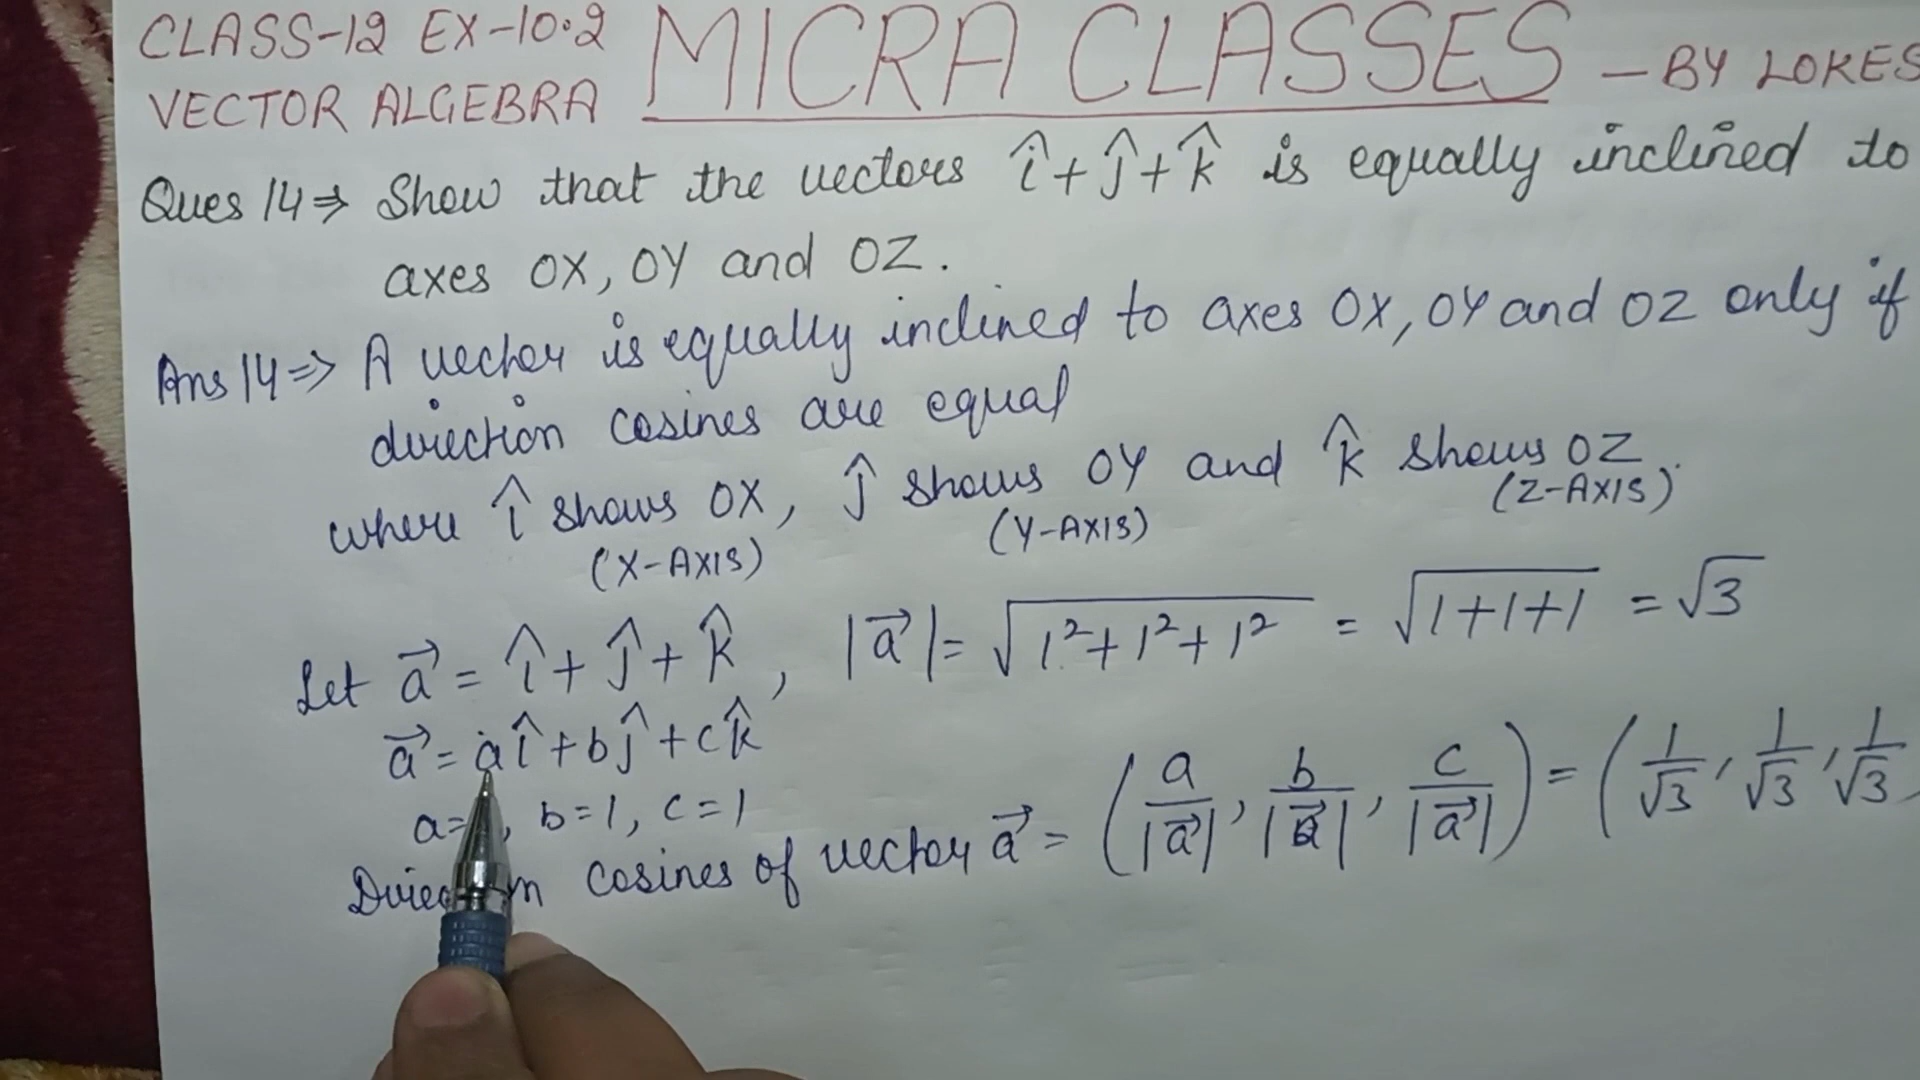 CLASS-12 EX-10.2 MICRA CLASSES - BY LOKES
VECTOR ALGEBRA
Ques 14⇒ Show that the vectors î+ĵ+k̂ is equally inclined to
axes OX, OY and OZ.
Ans 14⇒ A vector is equally inclined to axes OX, OY and OZ only if
direction cosines are equal
where î shows OX, ĵ shows OY and k̂ shows OZ
(X-AXIS) (Y-AXIS) (Z-AXIS).
Let a⃗ = î+ĵ+k̂, |a⃗| = √(1²+1²+1²) = √(1+1+1) = √3
a⃗ = aî+bĵ+ck̂
a= , b=1, c=1
cosines of vector a⃗ = (a/|a⃗|, b/|a⃗|, c/|a⃗|) = (1/√3, 1/√3, 1/√3